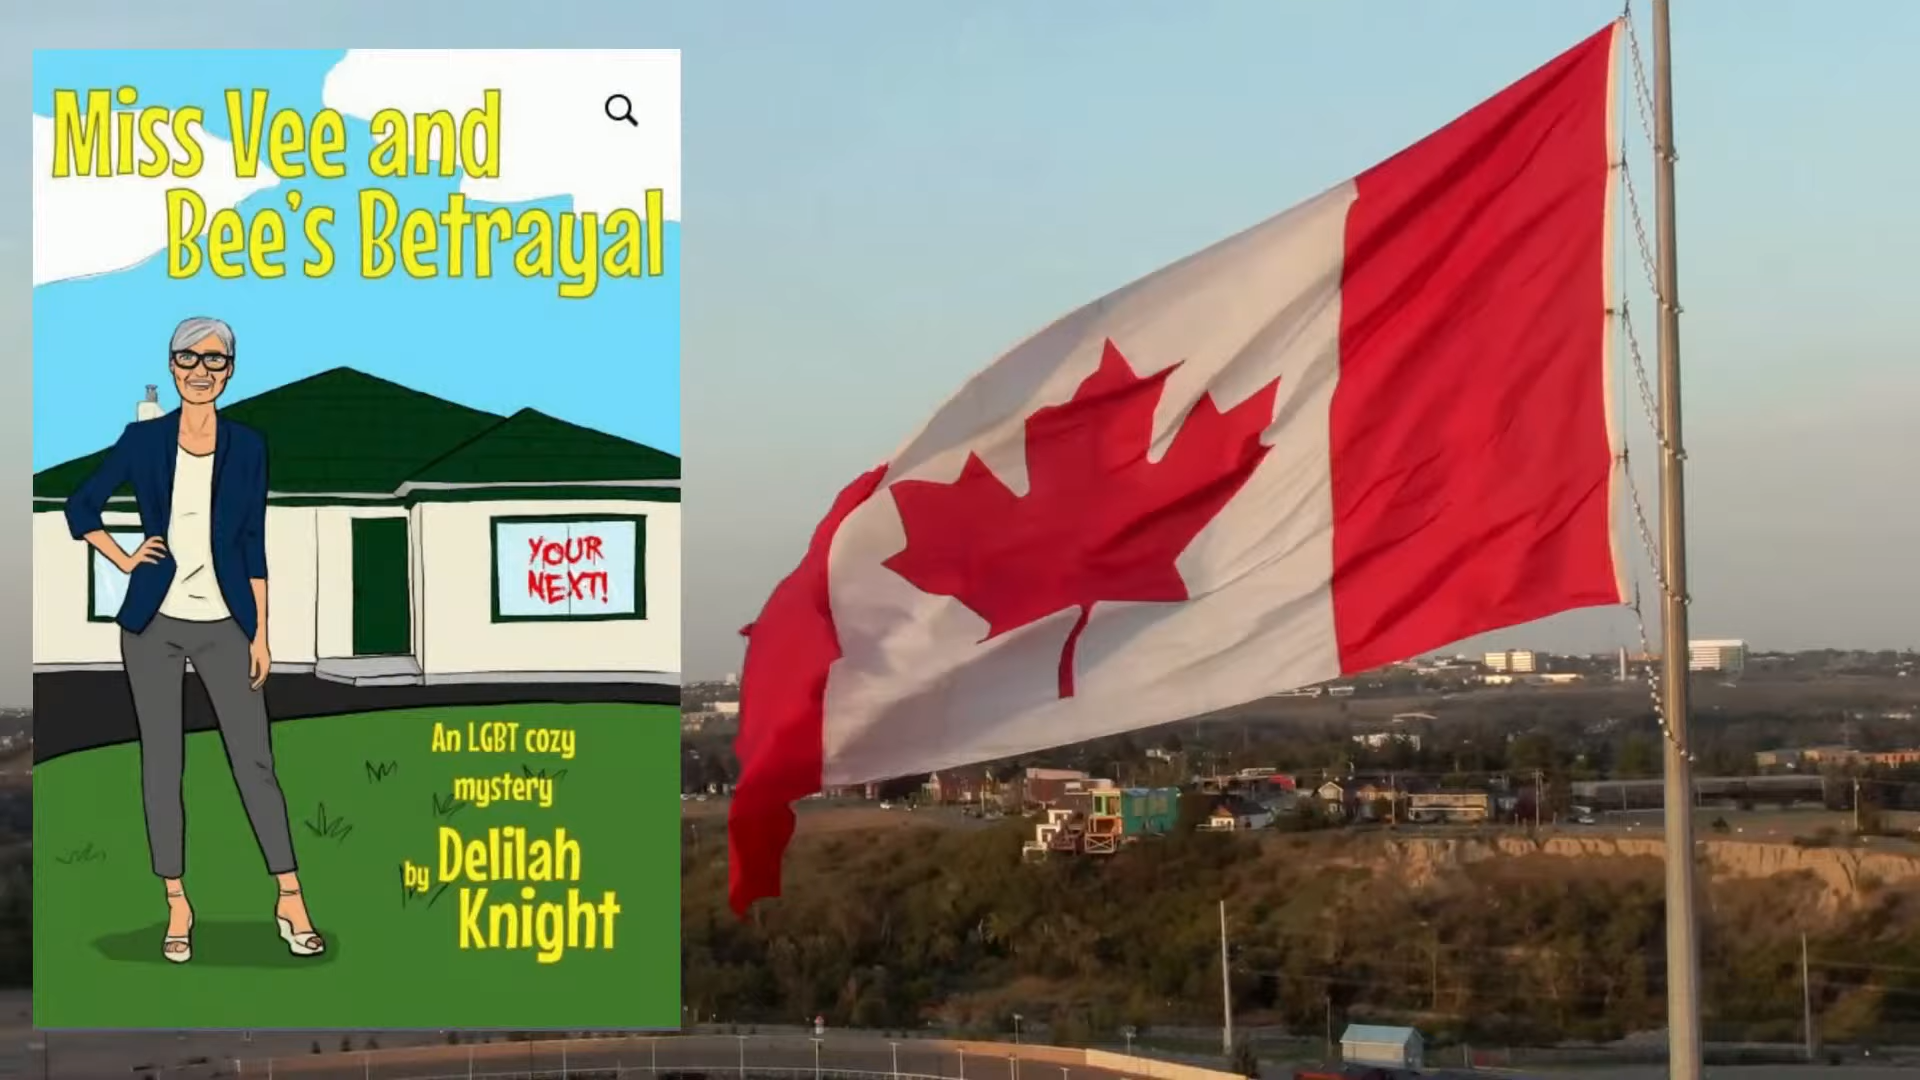 Miss Vee and
Bee's Betrayal
YOUR
NEXT!
An LGBT cozy
mystery
by Delilah
Knight